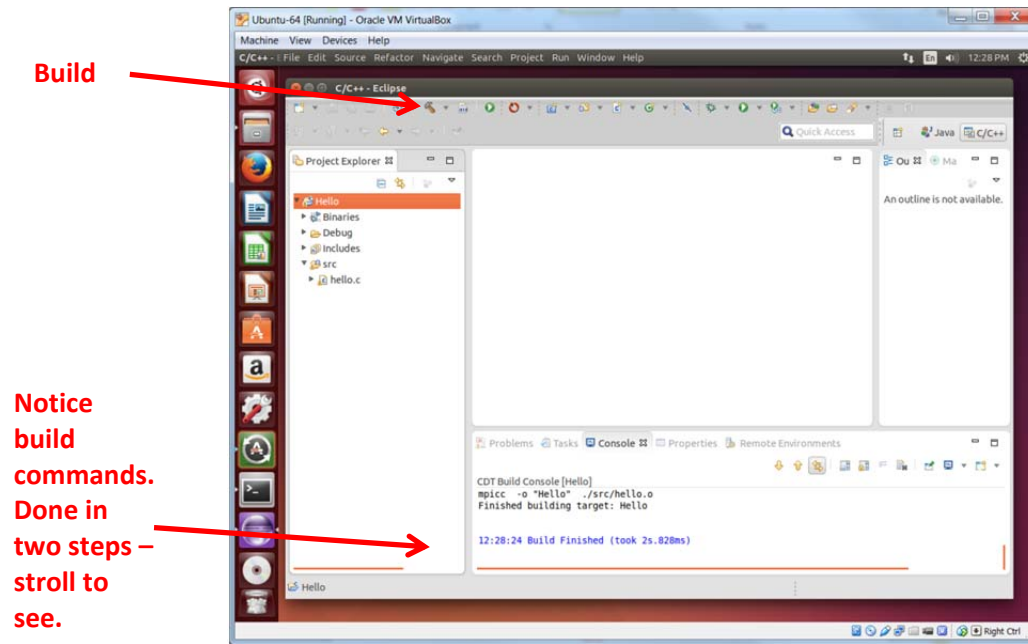 Ubuntu-64 [Running] - Oracle VM VirtualBox
Machine View Devices Help
C/C++ - File Edit Source Refactor Navigate Search Project Run Window Help En 12:28 PM
Build
C/C++ - Eclipse
Quick Access Java C/C++
Project Explorer Ou Ma
An outline is not available.
Hello
Binaries
Debug
Includes
src
hello.c
Notice
build
commands.
Done in
two steps –
stroll to
see.
Problems Tasks Console Properties Remote Environments
CDT Build Console [Hello]
mpicc -o "Hello" ./src/hello.o
Finished building target: Hello
12:28:24 Build Finished (took 2s.828ms)
Hello
Right Ctrl